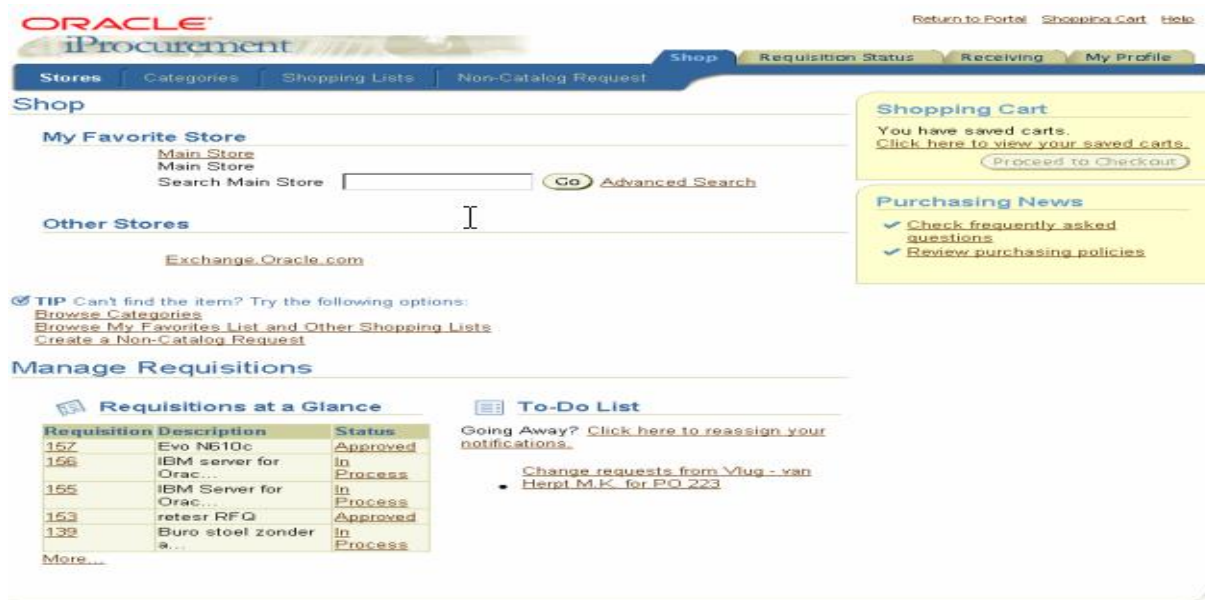 ORACLE
iProcurement
Return to Portal Shopping Cart Help
Shop Requisition Status Receiving My Profile
Stores Categories Shopping Lists Non-Catalog Request
Shop
My Favorite Store
Main Store
Main Store
Search Main Store Go Advanced Search
Other Stores
Exchange.Oracle.com
TIP Can't find the item? Try the following options:
Browse Categories
Browse My Favorites List and Other Shopping Lists
Create a Non-Catalog Request
Shopping Cart
You have saved carts.
Click here to view your saved carts.
Proceed to Checkout
Purchasing News
Check frequently asked
questions
Review purchasing policies
Manage Requisitions
Requisitions at a Glance
Requisition Description Status
157 Evo N610c Approved
156 IBM server for Orac... In Process
155 IBM Server for Orac... In Process
153 retesr RFQ Approved
139 Buro stoel zonder a... In Process
More...
To-Do List
Going Away? Click here to reassign your
notifications.
Change requests from Vlug - van
Herpt M.K. for PO 223